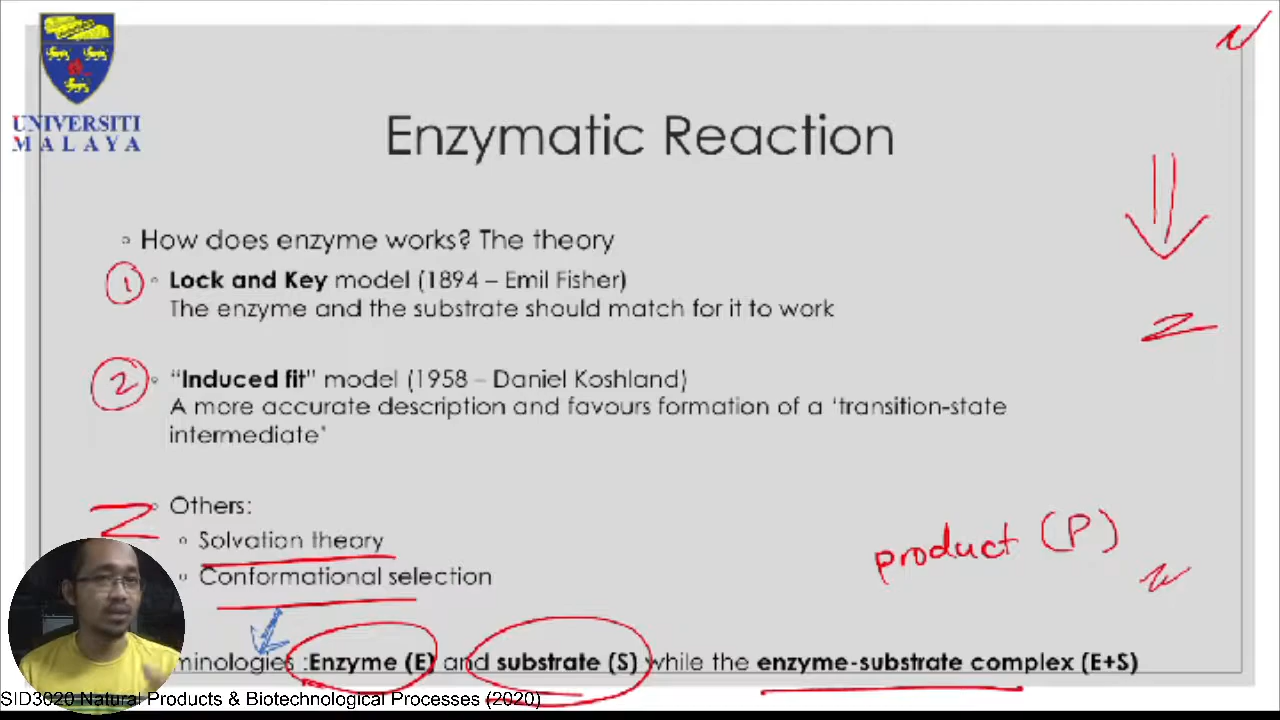 UNIVERSITI
MALAYA
Enzymatic Reaction
How does enzyme works? The theory
1
Lock and Key model (1894 – Emil Fisher)
The enzyme and the substrate should match for it to work
2
“Induced fit” model (1958 – Daniel Koshland)
A more accurate description and favours formation of a ‘transition-state
intermediate’
Others:
Solvation theory
Conformational selection
product (P)
minologies :Enzyme (E) and substrate (S) while the enzyme-substrate complex (E+S)
SID3020 Natural Products & Biotechnological Processes (2020)